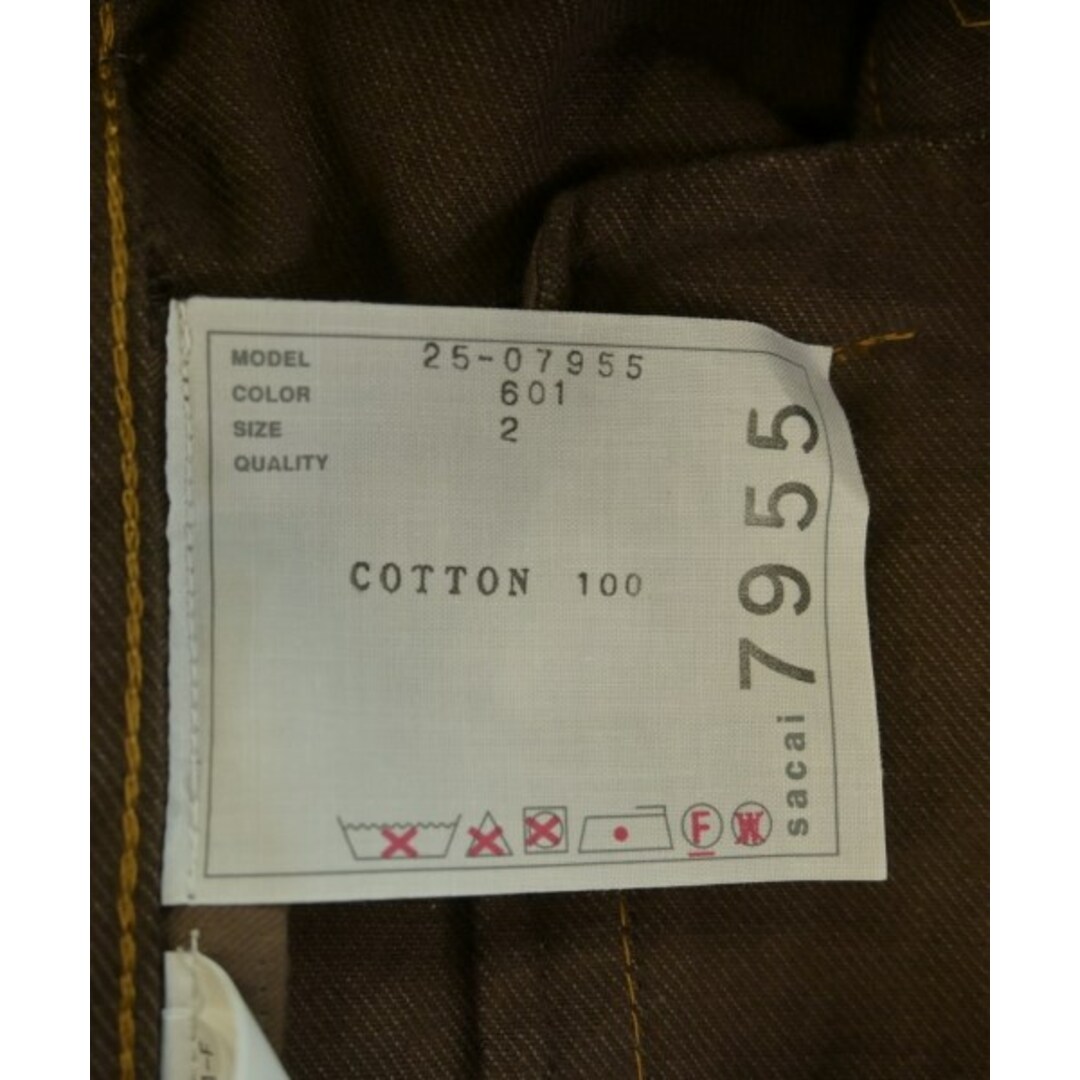 MODEL 25-07955
COLOR 601
SIZE 2
QUALITY
COTTON 100
sacai 7955
F
W